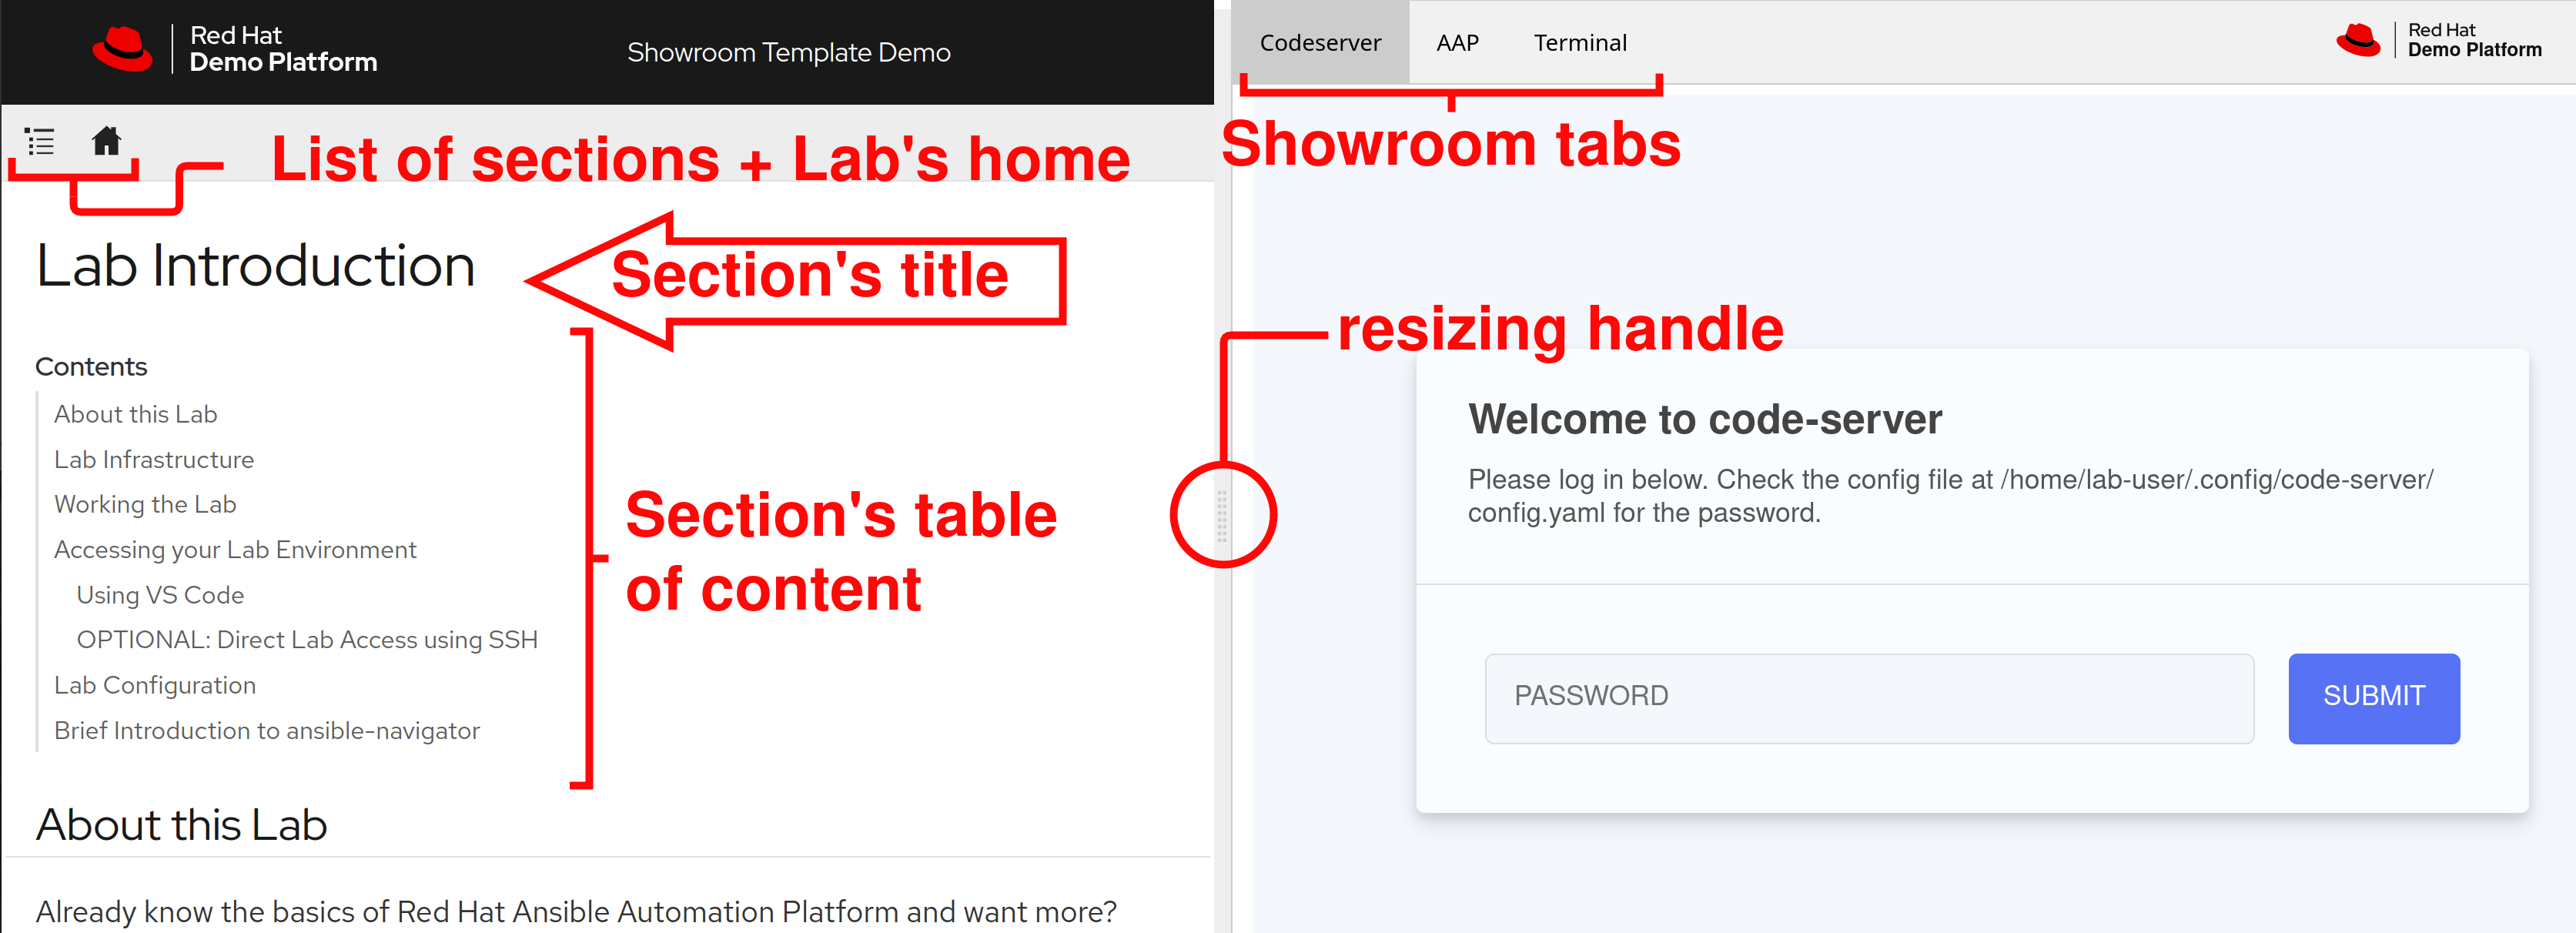 Red Hat
Demo Platform
Showroom Template Demo
List of sections + Lab's home
Lab Introduction
Section's title
Contents
About this Lab
Lab Infrastructure
Working the Lab
Accessing your Lab Environment
Using VS Code
OPTIONAL: Direct Lab Access using SSH
Lab Configuration
Brief Introduction to ansible-navigator
Section's table
of content
About this Lab
Already know the basics of Red Hat Ansible Automation Platform and want more?
Codeserver
AAP
Terminal
Red Hat
Demo Platform
Showroom tabs
resizing handle
Welcome to code-server
Please log in below. Check the config file at /home/lab-user/.config/code-server/
config.yaml for the password.
PASSWORD
SUBMIT